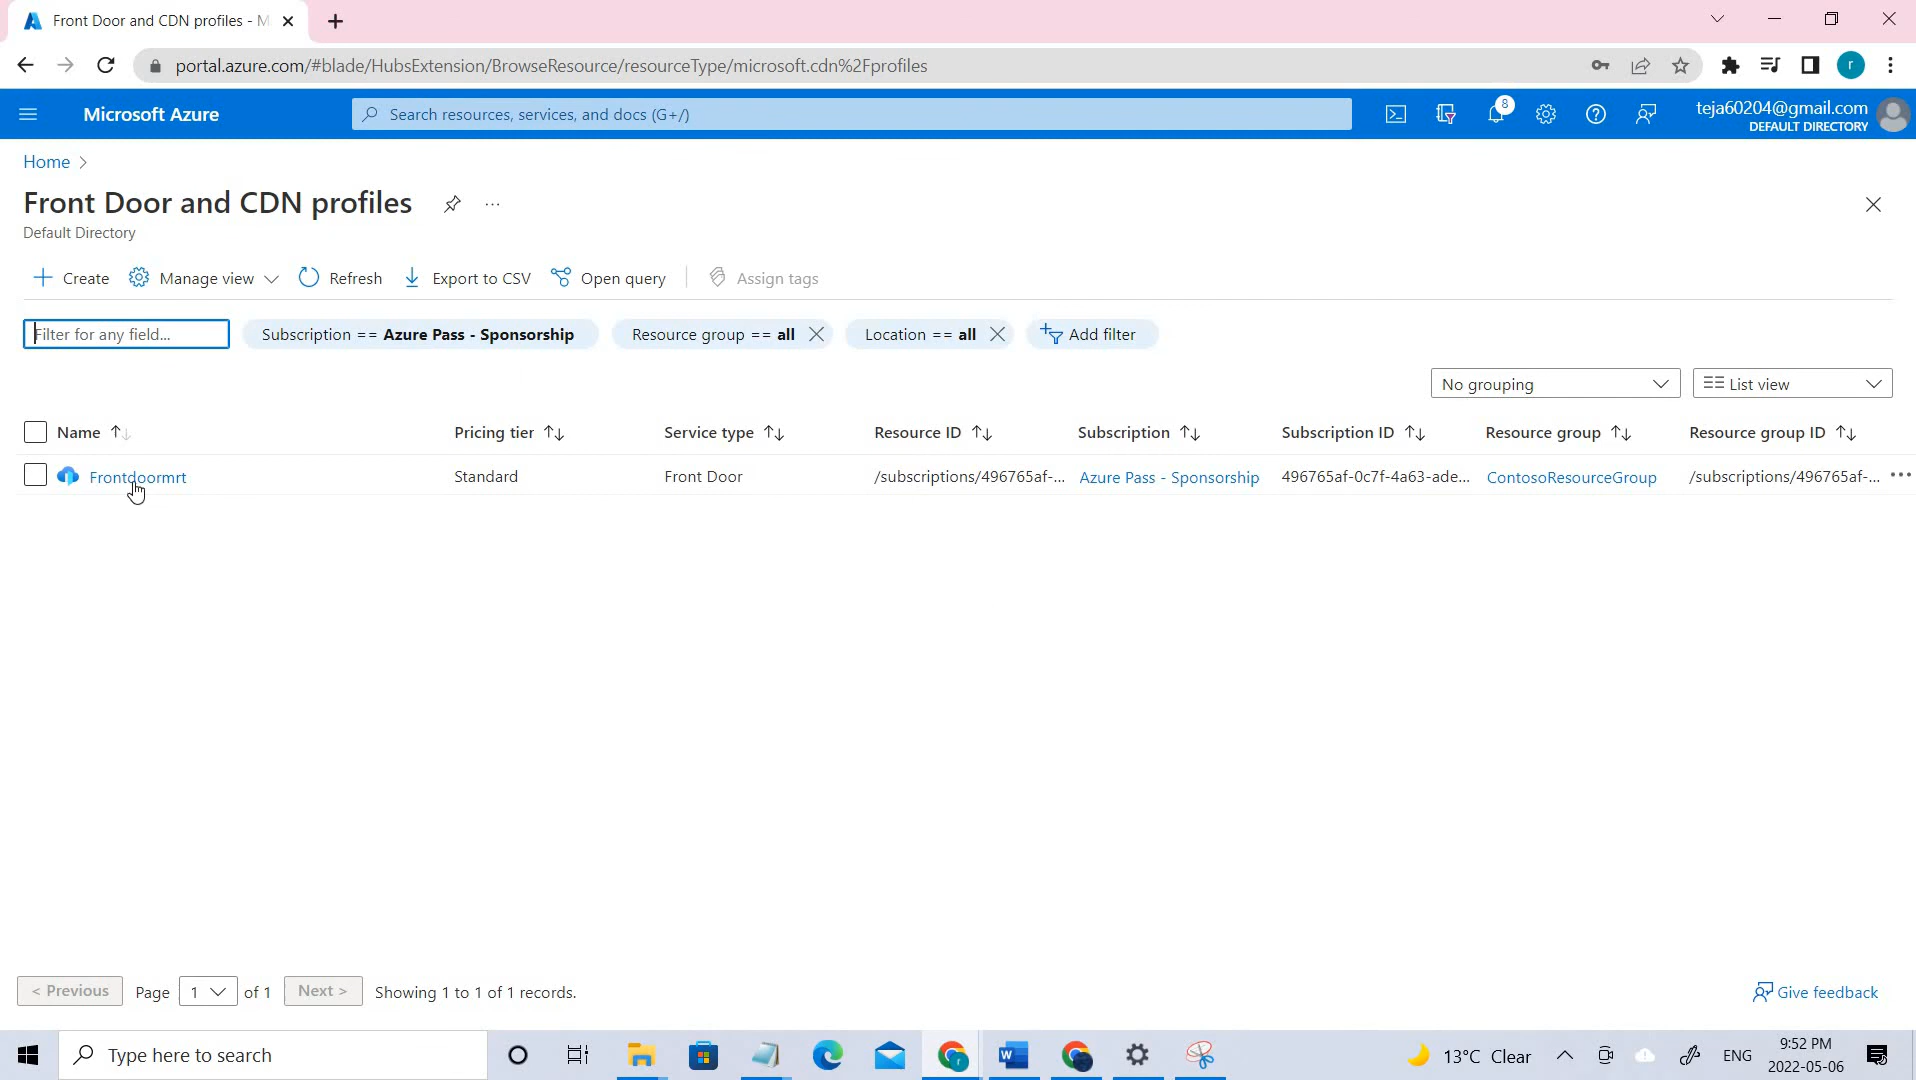 Front Door and CDN profiles - M
portal.azure.com/#blade/HubsExtension/BrowseResource/resourceType/microsoft.cdn%2Fprofiles
r
Microsoft Azure
Search resources, services, and docs (G+/)
8
teja60204@gmail.com
DEFAULT DIRECTORY
Home
Front Door and CDN profiles
Default Directory
Create
Manage view
Refresh
Export to CSV
Open query
Assign tags
Filter for any field...
Subscription == Azure Pass - Sponsorship
Resource group == all
Location == all
Add filter
No grouping
List view
Name
Pricing tier
Service type
Resource ID
Subscription
Subscription ID
Resource group
Resource group ID
Frontdoormrt
Standard
Front Door
/subscriptions/496765af-...
Azure Pass - Sponsorship
496765af-0c7f-4a63-ade...
ContosoResourceGroup
/subscriptions/496765af-...
< Previous
Page
1
of 1
Next >
Showing 1 to 1 of 1 records.
Give feedback
Type here to search
13°C Clear
ENG
9:52 PM
2022-05-06